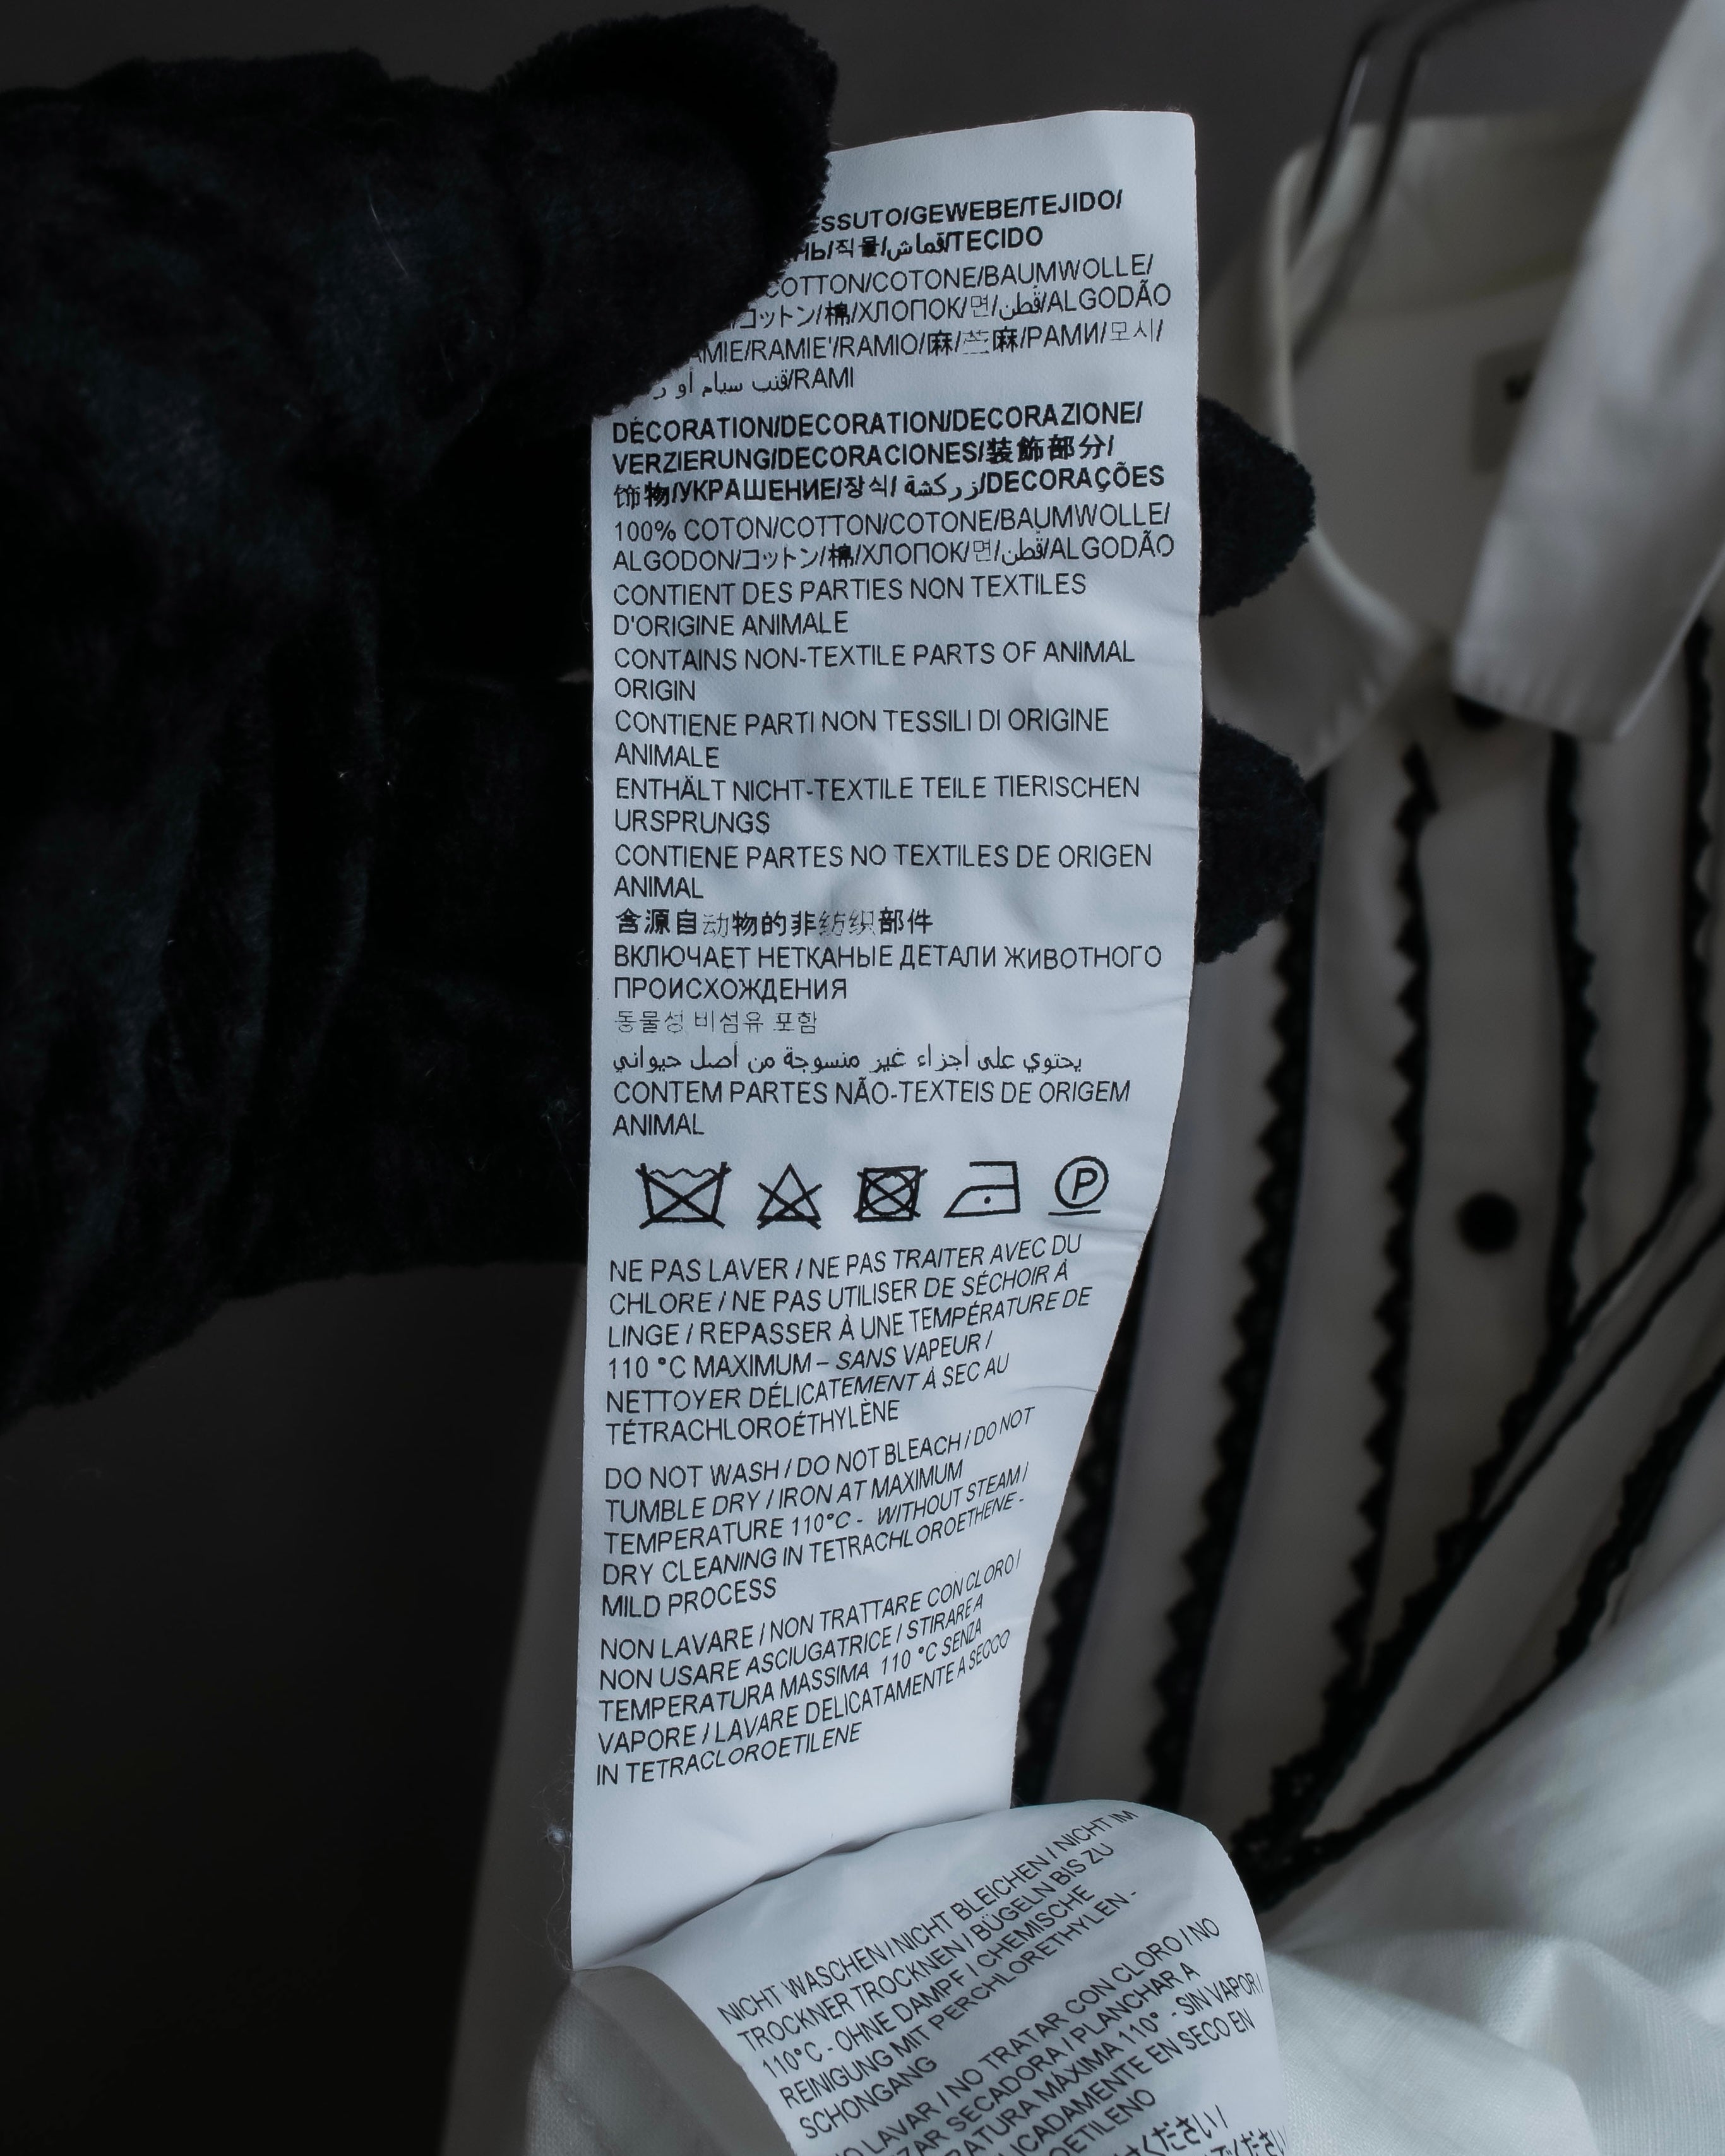 /GEWEBE/TEJIDO/
/직물/قماش/TECIDO
COTTON/COTONE/BAUMWOLLE/
/コットン/棉/ХЛОПОК/면/قطن/ALGODÃO
/RAMIE'/RAMIO/麻/苎麻/РАМИ/모시/
قنب سيام او/RAMI
DÉCORATION/DECORATION/DECORAZIONE/
VERZIERUNG/DECORACIONES/装飾部分/
饰物/УКРАШЕНИЕ/장식/زركشة/DECORAÇÕES
100% COTON/COTTON/COTONE/BAUMWOLLE/
ALGODON/コットン/棉/ХЛОПОК/면/قطن/ALGODÃO
CONTIENT DES PARTIES NON TEXTILES
D'ORIGINE ANIMALE
CONTAINS NON-TEXTILE PARTS OF ANIMAL
ORIGIN
CONTIENE PARTI NON TESSILI DI ORIGINE
ANIMALE
ENTHÄLT NICHT-TEXTILE TEILE TIERISCHEN
URSPRUNGS
CONTIENE PARTES NO TEXTILES DE ORIGEN
ANIMAL
含源自动物的非纺织部件
ВКЛЮЧАЕТ НЕТКАНЫЕ ДЕТАЛИ ЖИВОТНОГО
ПРОИСХОЖДЕНИЯ
동물성 비섬유 포함
يحتوي على اجزاء غير منسوجة من اصل حيواني
CONTEM PARTES NÃO-TEXTEIS DE ORIGEM
ANIMAL
P
NE PAS LAVER / NE PAS TRAITER AVEC DU
CHLORE / NE PAS UTILISER DE SÉCHOIR À
LINGE / REPASSER À UNE TEMPÉRATURE DE
110 °C MAXIMUM – SANS VAPEUR /
NETTOYER DÉLICATEMENT À SEC AU
TÉTRACHLOROÉTHYLÈNE
DO NOT WASH / DO NOT BLEACH / DO NOT
TUMBLE DRY / IRON AT MAXIMUM
TEMPERATURE 110°C - WITHOUT STEAM /
DRY CLEANING IN TETRACHLOROETHENE -
MILD PROCESS
NON LAVARE / NON TRATTARE CON CLORO /
NON USARE ASCIUGATRICE / STIRARE A
TEMPERATURA MASSIMA 110 °C SENZA
VAPORE / LAVARE DELICATAMENTE A SECCO
IN TETRACLOROETILENE
NICHT WASCHEN / NICHT BLEICHEN / NICHT IM
TROCKNER TROCKNEN / BÜGELN BIS ZU
110°C - OHNE DAMPF / CHEMISCHE
REINIGUNG MIT PERCHLORETHYLEN -
SCHONGANG
LAVAR / NO TRATAR CON CLORO / NO
SECADORA / PLANCHAR A
MÁXIMA 110° - SIN VAPOR /
EN SECO EN